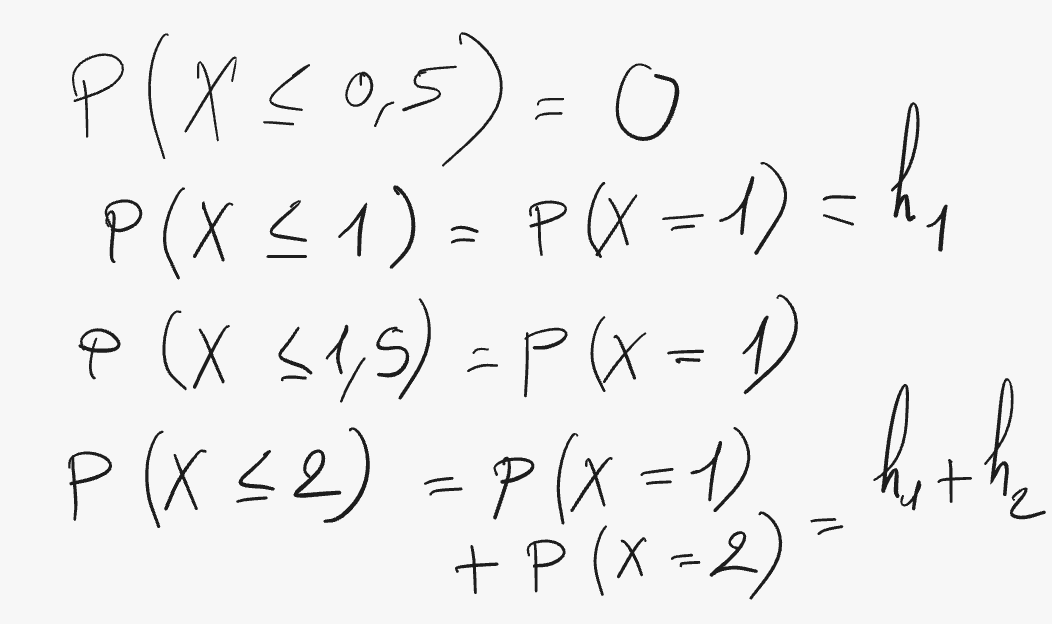 P(X ≤ 0,5) = 0
P(X ≤ 1) = P(X = 1) = h₁
P(X ≤ 1,5) = P(X = 1)
P(X ≤ 2) = P(X = 1)
+ P(X = 2) = h₁ + h₂